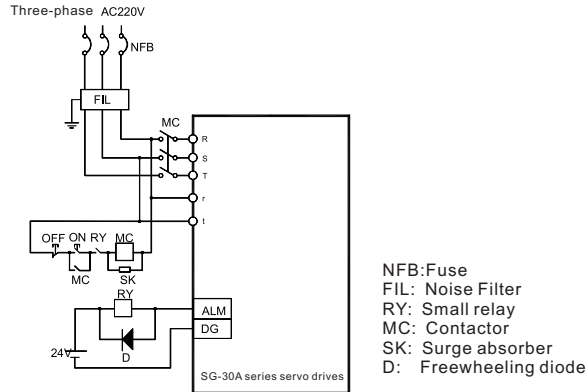 Three-phase AC220V
NFB
FIL
MC
R
S
T
r
t
OFF ON RY MC
MC SK
RY
ALM
DG
24V
D
SG-30A series servo drives
NFB:Fuse
FIL: Noise Filter
RY: Small relay
MC: Contactor
SK: Surge absorber
D: Freewheeling diode